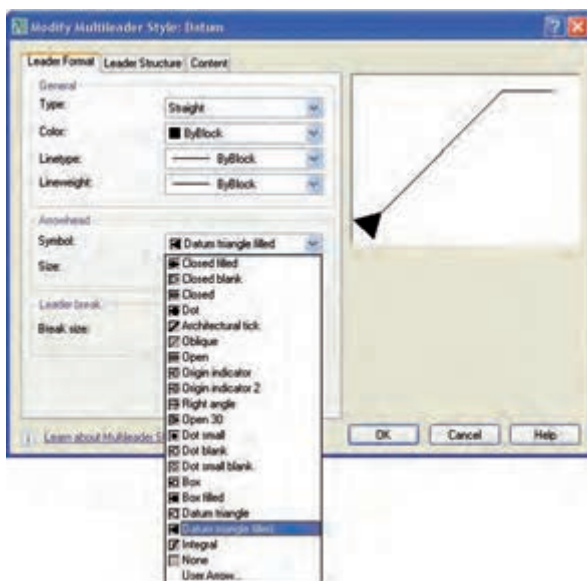 Modify Multileader Style: Datum
Leader Format Leader Structure Content
General
Type: Straight
Color: ByBlock
Linetype: ByBlock
Lineweight: ByBlock
Arrowhead
Symbol: Datum triangle filled
Size:
Closed filled
Closed blank
Closed
Dot
Architectural tick
Oblique
Open
Origin indicator
Origin indicator 2
Right angle
Open 30
Dot small
Dot blank
Dot small blank
Box
Box filled
Datum triangle
Datum triangle filled
Integral
None
User Arrow...
Leader break
Break size:
Learn about Multileader S
OK Cancel Help